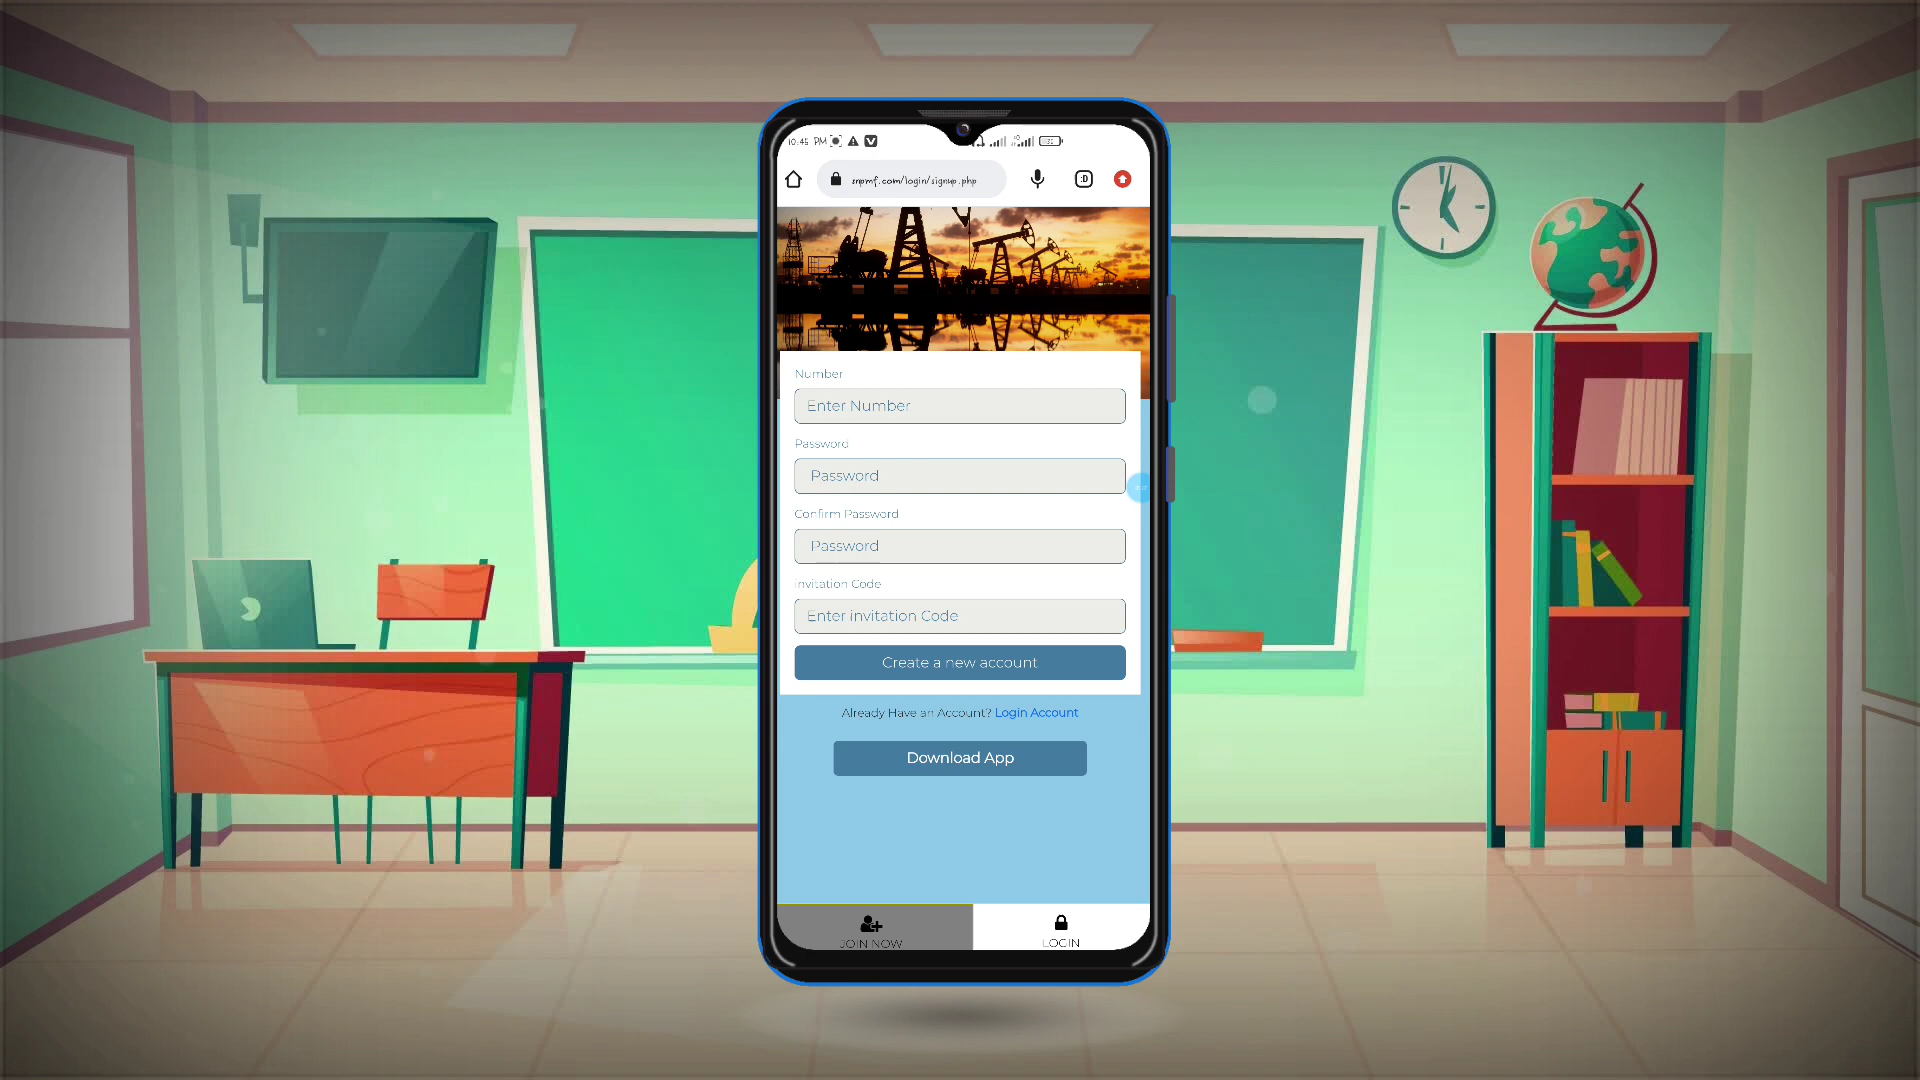 10:45 PM
snpmf.com/login/signup.php
:D
Number
Enter Number
Password
Password
Confirm Password
Password
invitation Code
Enter invitation Code
Create a new account
Already Have an Account? Login Account
Download App
JOIN NOW
LOGIN